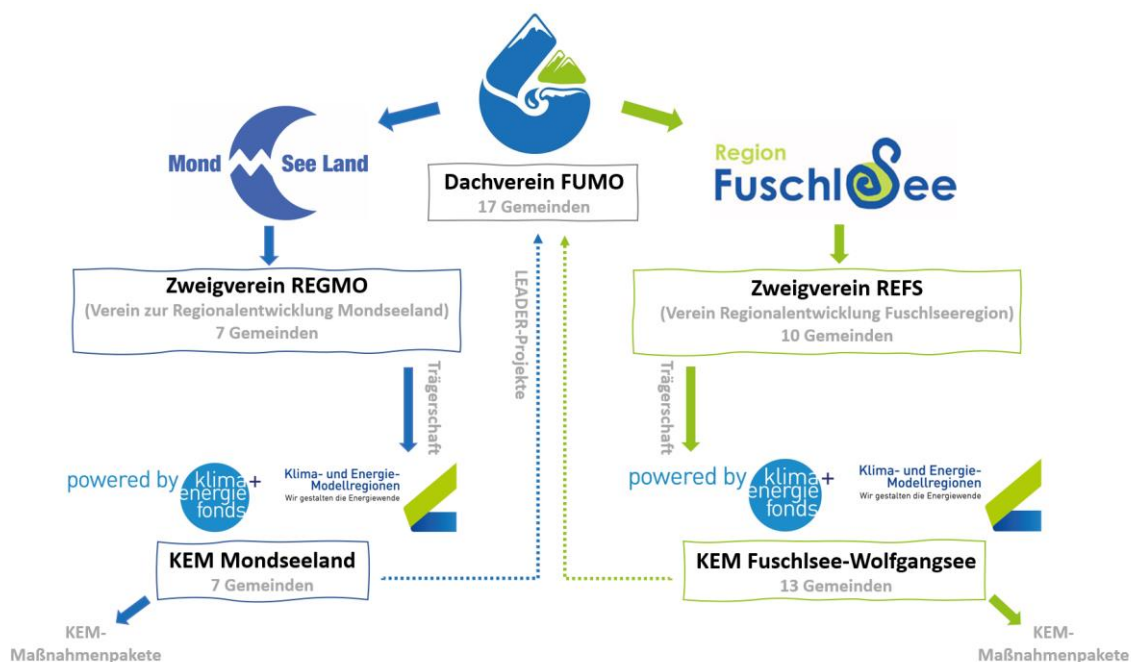 Mond See Land
Dachverein FUMO
17 Gemeinden
Region
FuschlSee
Zweigverein REGMO
(Verein zur Regionalentwicklung Mondseeland)
7 Gemeinden
LEADER-Projekte
Zweigverein REFS
(Verein Regionalentwicklung Fuschlseeregion)
10 Gemeinden
Trägerschaft
Trägerschaft
powered by klima+
energie
fonds
Klima- und Energie-
Modellregionen
Wir gestalten die Energiewende
powered by klima+
energie
fonds
Klima- und Energie-
Modellregionen
Wir gestalten die Energiewende
KEM Mondseeland
7 Gemeinden
KEM Fuschlsee-Wolfgangsee
13 Gemeinden
KEM-
Maßnahmenpakete
KEM-
Maßnahmenpakete